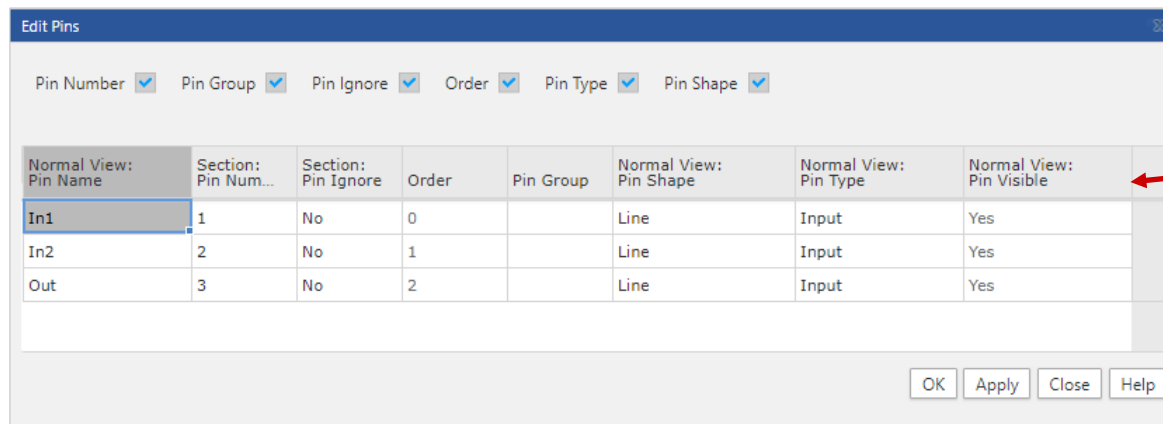 Edit Pins
Pin Number Pin Group Pin Ignore Order Pin Type Pin Shape
Normal View: Pin Name Section: Pin Num... Section: Pin Ignore Order Pin Group Normal View: Pin Shape Normal View: Pin Type Normal View: Pin Visible
In1 1 No 0 Line Input Yes
In2 2 No 1 Line Input Yes
Out 3 No 2 Line Input Yes
OK Apply Close Help